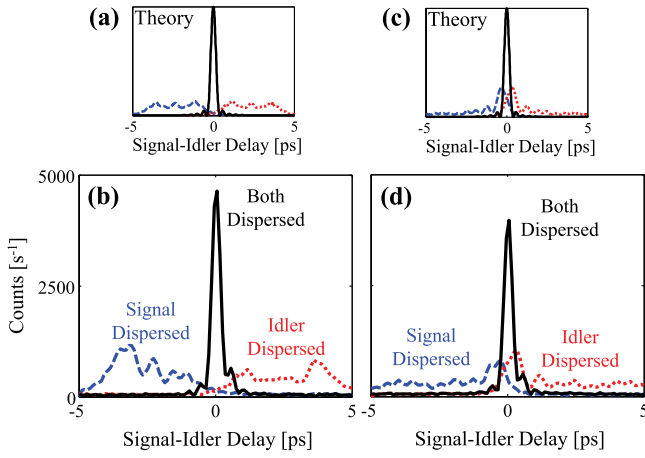 (a)
Theory
-5 0 5
Signal-Idler Delay [ps]
(c)
Theory
-5 0 5
Signal-Idler Delay [ps]
(b)
5000
2500
0
Counts [s⁻¹]
Both
Dispersed
Signal
Dispersed
Idler
Dispersed
-5 0 5
Signal-Idler Delay [ps]
(d)
Both
Dispersed
Signal
Dispersed
Idler
Dispersed
-5 0 5
Signal-Idler Delay [ps]